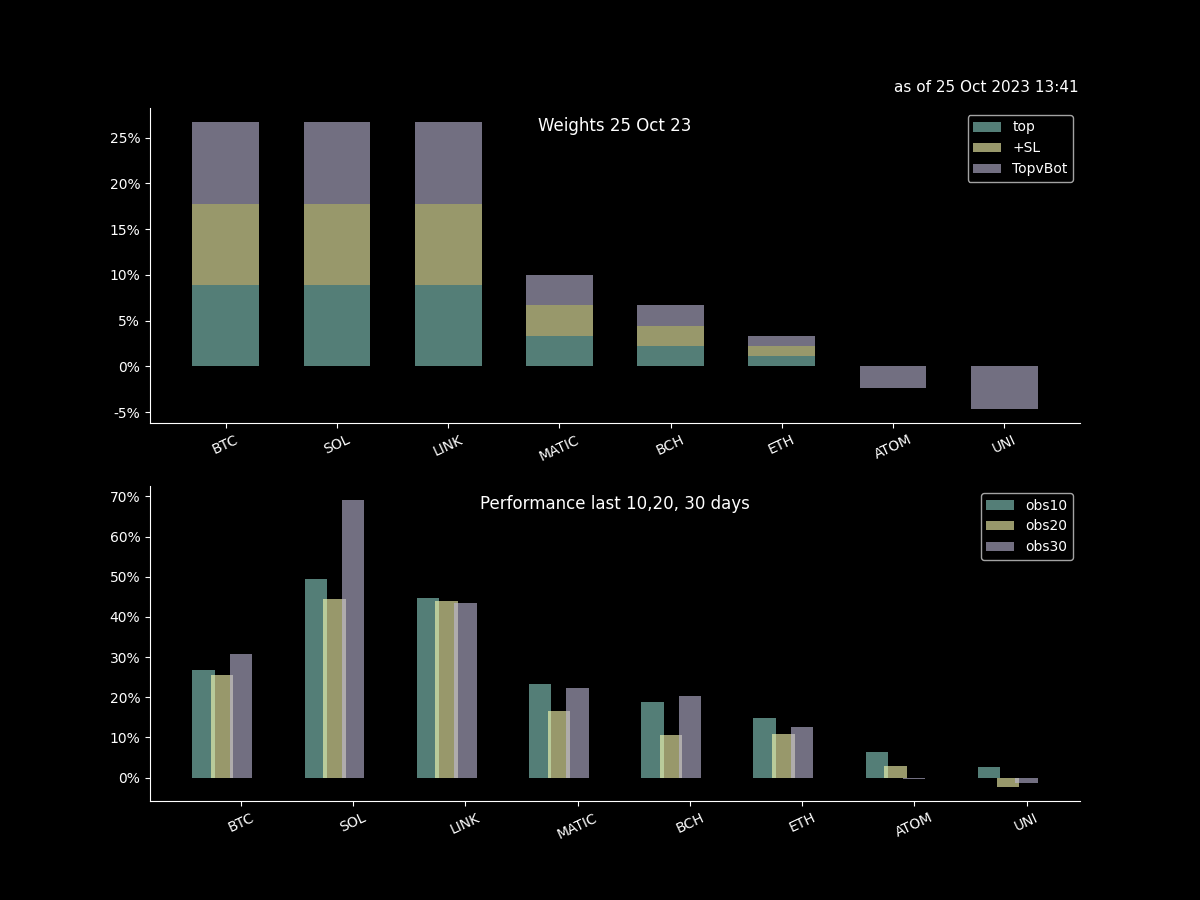 as of 25 Oct 2023 13:41
Weights 25 Oct 23
top
+SL
TopvBot
25%
20%
15%
10%
5%
0%
-5%
BTC
SOL
LINK
MATIC
BCH
ETH
ATOM
UNI
Performance last 10,20, 30 days
obs10
obs20
obs30
70%
60%
50%
40%
30%
20%
10%
0%
BTC
SOL
LINK
MATIC
BCH
ETH
ATOM
UNI